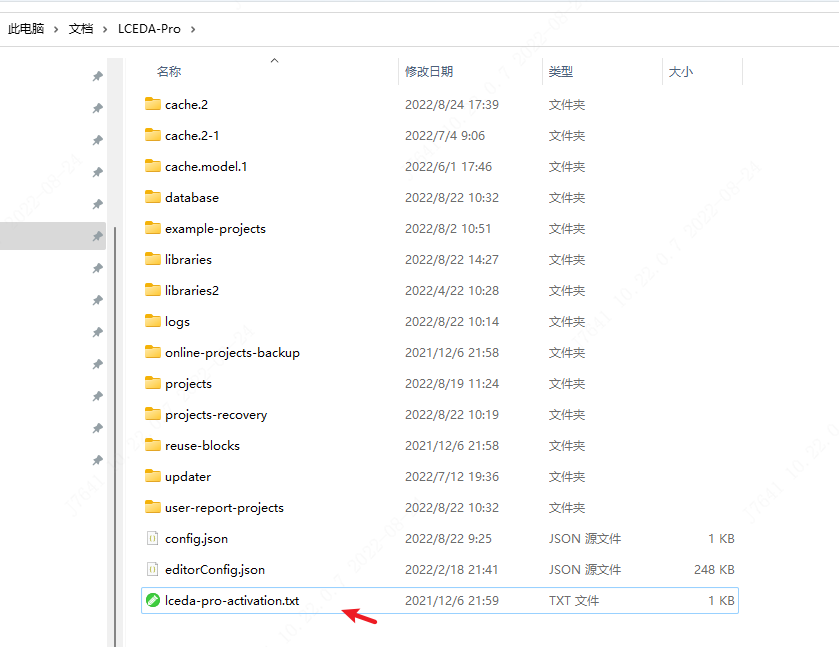 此电脑 › 文档 › LCEDA-Pro ›
名称 修改日期 类型 大小
cache.2 2022/8/24 17:39 文件夹
cache.2-1 2022/7/4 9:06 文件夹
cache.model.1 2022/6/1 17:46 文件夹
database 2022/8/22 10:32 文件夹
example-projects 2022/8/2 10:51 文件夹
libraries 2022/8/22 14:27 文件夹
libraries2 2022/4/22 10:28 文件夹
logs 2022/8/22 10:14 文件夹
online-projects-backup 2021/12/6 21:58 文件夹
projects 2022/8/19 11:24 文件夹
projects-recovery 2022/8/22 10:19 文件夹
reuse-blocks 2021/12/6 21:58 文件夹
updater 2022/7/12 19:36 文件夹
user-report-projects 2022/8/22 10:32 文件夹
config.json 2022/8/22 9:25 JSON 源文件 1 KB
editorConfig.json 2022/2/18 21:41 JSON 源文件 248 KB
lceda-pro-activation.txt 2021/12/6 21:59 TXT 文件 1 KB